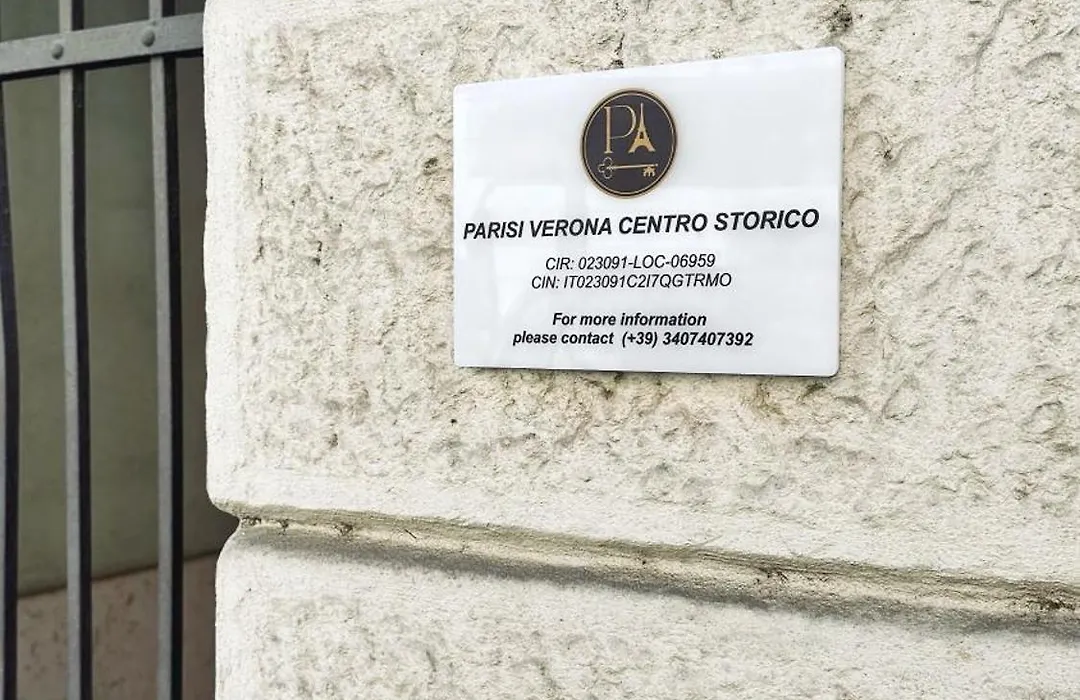 PA
PARISI VERONA CENTRO STORICO
CIR: 023091-LOC-06959
CIN: IT023091C2I7QGTRMO
For more information
please contact (+39) 3407407392